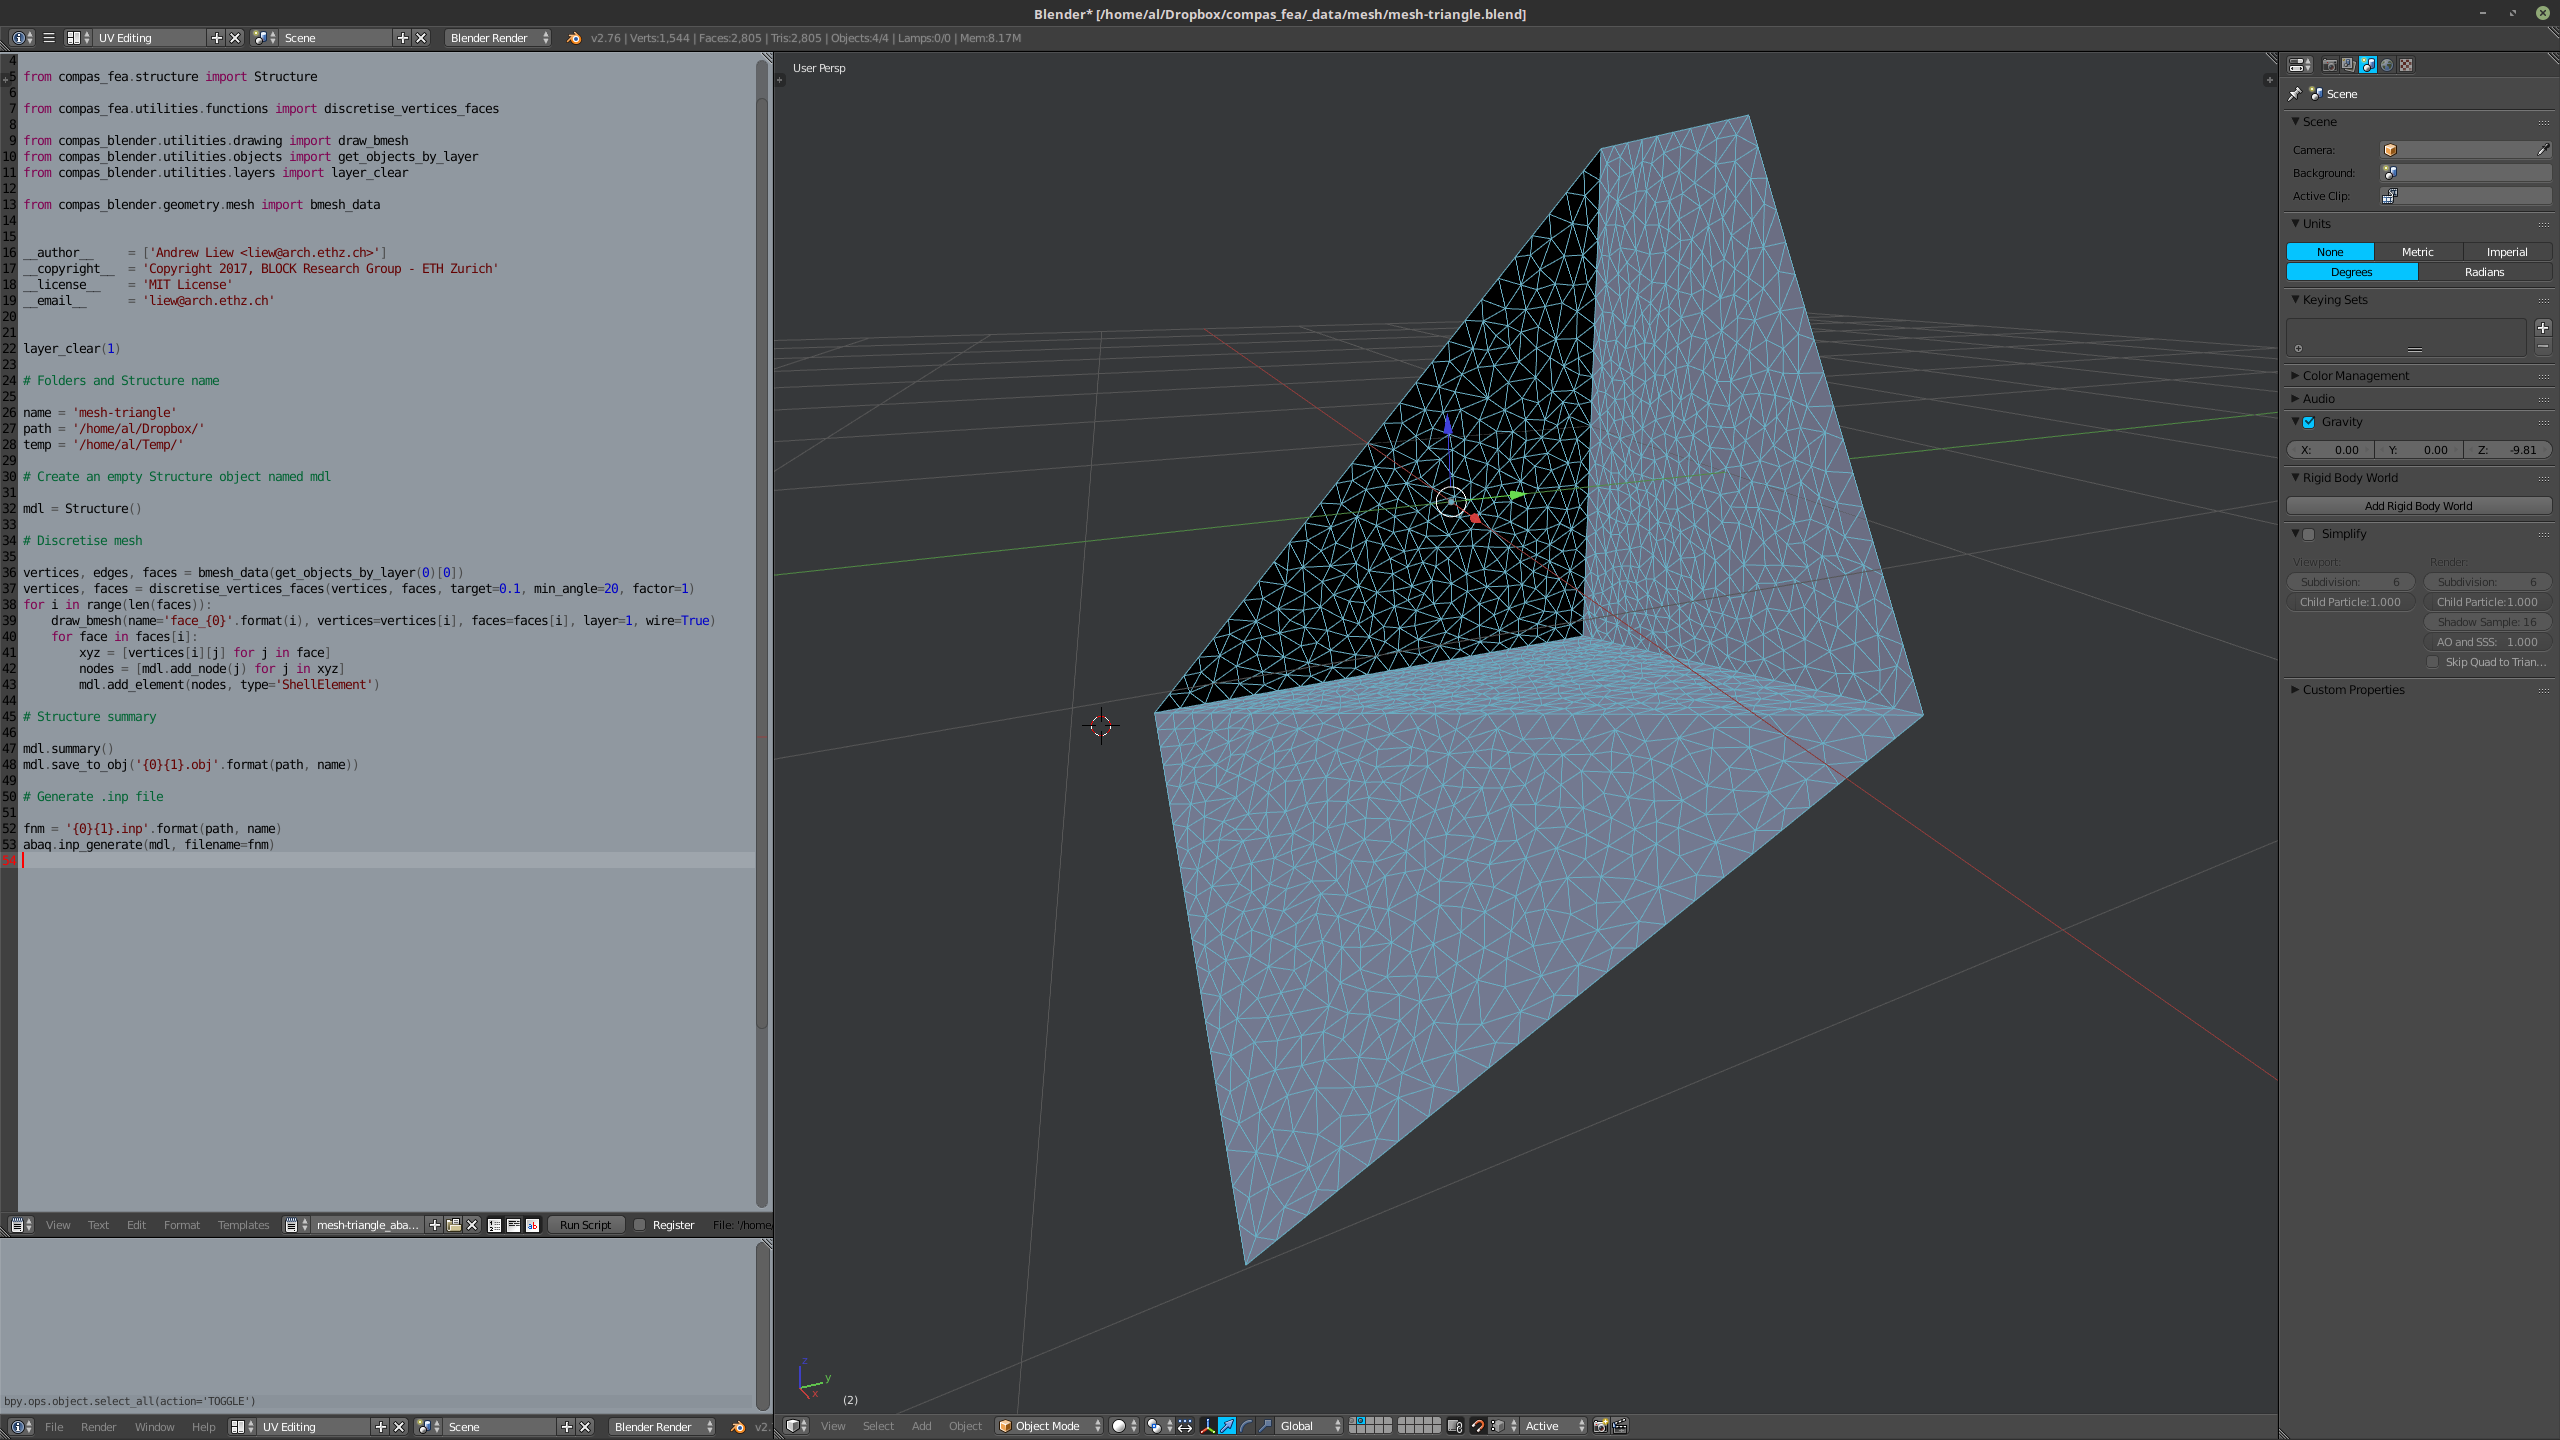 Blender* [/home/al/Dropbox/compas_fea/_data/mesh/mesh-triangle.blend]
UV Editing
Scene
Blender Render
v2.76 | Verts:1,544 | Faces:2,805 | Tris:2,805 | Objects:4/4 | Lamps:0/0 | Mem:8.17M
4
5 from compas_fea.structure import Structure
6
7 from compas_fea.utilities.functions import discretise_vertices_faces
8
9 from compas_blender.utilities.drawing import draw_bmesh
10 from compas_blender.utilities.objects import get_objects_by_layer
11 from compas_blender.utilities.layers import layer_clear
12
13 from compas_blender.geometry.mesh import bmesh_data
14
15
16 __author__     = ['Andrew Liew <liew@arch.ethz.ch>']
17 __copyright__  = 'Copyright 2017, BLOCK Research Group - ETH Zurich'
18 __license__    = 'MIT License'
19 __email__      = 'liew@arch.ethz.ch'
20
21
22 layer_clear(1)
23
24 # Folders and Structure name
25
26 name = 'mesh-triangle'
27 path = '/home/al/Dropbox/'
28 temp = '/home/al/Temp/'
29
30 # Create an empty Structure object named mdl
31
32 mdl = Structure()
33
34 # Discretise mesh
35
36 vertices, edges, faces = bmesh_data(get_objects_by_layer(0)[0])
37 vertices, faces = discretise_vertices_faces(vertices, faces, target=0.1, min_angle=20, factor=1)
38 for i in range(len(faces)):
39     draw_bmesh(name='face_{0}'.format(i), vertices=vertices[i], faces=faces[i], layer=1, wire=True)
40     for face in faces[i]:
41         xyz = [vertices[i][j] for j in face]
42         nodes = [mdl.add_node(j) for j in xyz]
43         mdl.add_element(nodes, type='ShellElement')
44
45 # Structure summary
46
47 mdl.summary()
48 mdl.save_to_obj('{0}{1}.obj'.format(path, name))
49
50 # Generate .inp file
51
52 fnm = '{0}{1}.inp'.format(path, name)
53 abaq.inp_generate(mdl, filename=fnm)
54
View Text Edit Format Templates mesh-triangle_aba... Run Script Register File: '/home/
bpy.ops.object.select_all(action='TOGGLE')
File Render Window Help UV Editing Scene Blender Render v2.
User Persp
z
y
x
(2)
View Select Add Object Object Mode Global Active
Scene
Scene
Camera:
Background:
Active Clip:
Units
None Metric Imperial
Degrees Radians
Keying Sets
Color Management
Audio
Gravity
X: 0.00 Y: 0.00 Z: -9.81
Rigid Body World
Add Rigid Body World
Simplify
Viewport: Render:
Subdivision: 6 Subdivision: 6
Child Particle:1.000 Child Particle:1.000
Shadow Sample: 16
AO and SSS: 1.000
Skip Quad to Trian...
Custom Properties